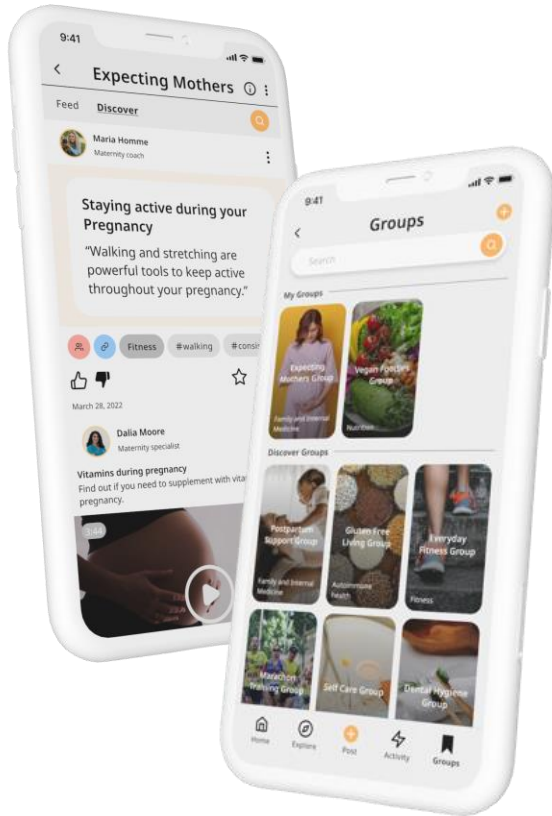 9:41
Expecting Mothers
Feed Discover
Maria Homme
Maternity coach
Staying active during your
Pregnancy
“Walking and stretching are
powerful tools to keep active
throughout your pregnancy.”
Fitness #walking
March 28, 2022
Dalia Moore
Maternity specialist
Vitamins during pregnancy
Find out if you need to supplement with
pregnancy.
3:44
9:41
Groups
Search
My Groups
Expecting
Mothers Group
Family and Internal
Medicine
Vegan Foodies
Group
Nutrition
Discover Groups
Postpartum
Support Group
Family and Internal
Medicine
Gluten Free
Living Group
Autoimmune
Health
Everyday
Fitness Group
Fitness
Marathon
Training Group
Self Care Group
Dental Hygiene
Group
Home Explore Post Activity Groups